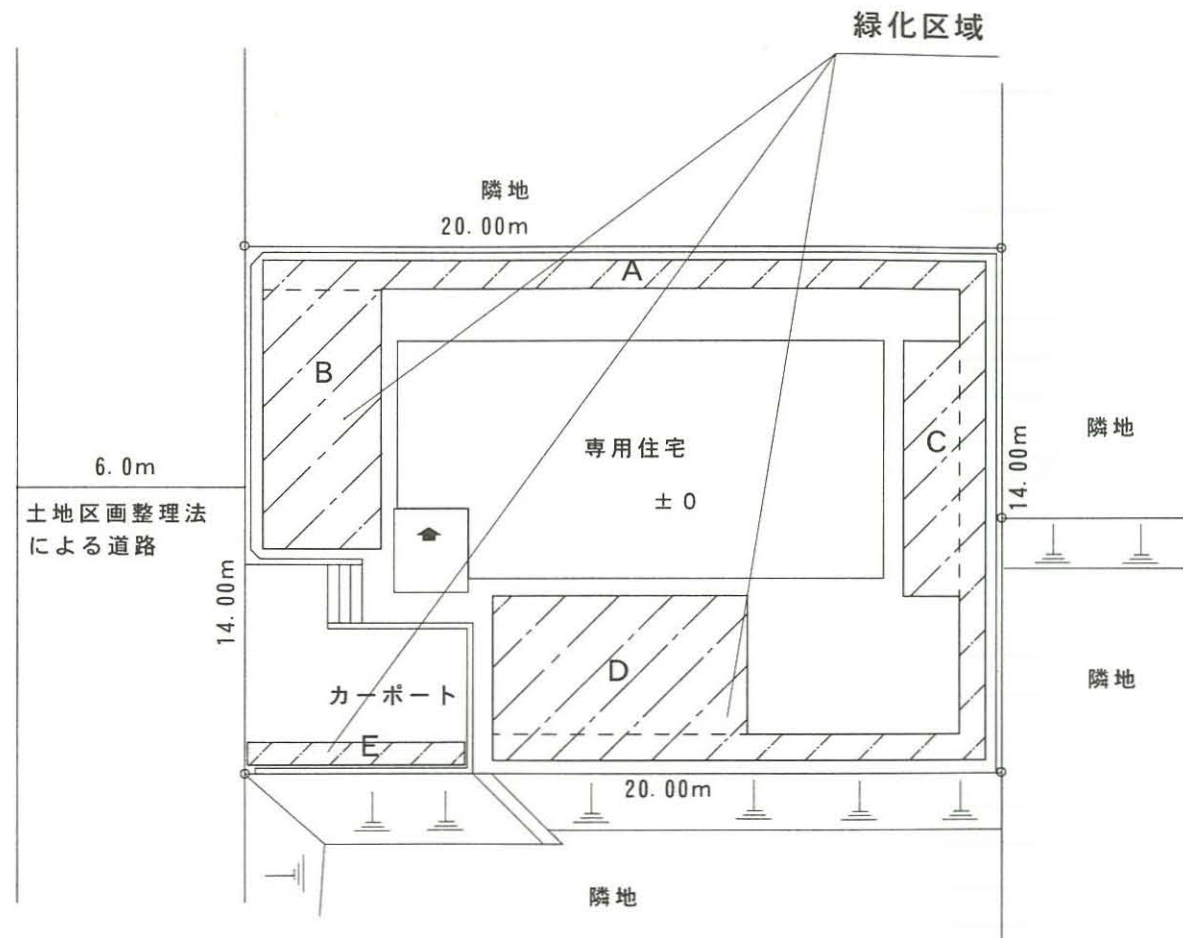 緑化区域
隣地
20.00m
A
B
専用住宅
±0
C
14.00m
隣地
6.0m
土地区画整理法
による道路
14.00m
D
隣地
カーポート
E
20.00m
隣地